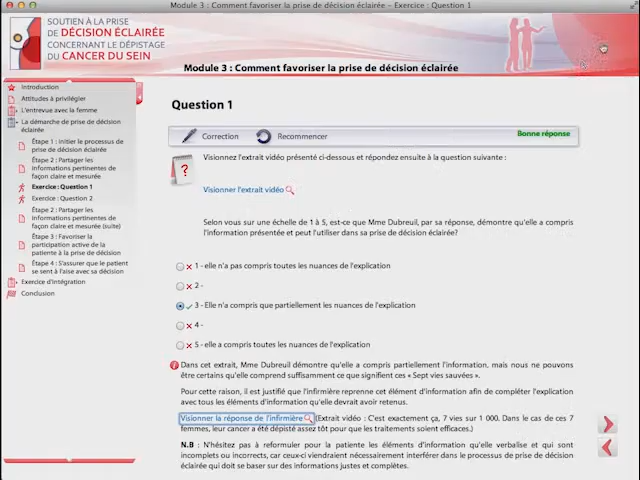 Module 3 : Comment favoriser la prise de décision éclairée – Exercice : Question 1
SOUTIEN À LA PRISE
DE DÉCISION ÉCLAIRÉE
CONCERNANT LE DÉPISTAGE
DU CANCER DU SEIN
Module 3 : Comment favoriser la prise de décision éclairée
Introduction
Attitudes à privilégier
L'entrevue avec la femme
La démarche de prise de décision
éclairée
Étape 1 : Initier le processus de
prise de décision éclairée
Étape 2 : Partager les
informations pertinentes de
façon claire et mesurée
Exercice : Question 1
Exercice : Question 2
Étape 2 : Partager les
informations pertinentes de
façon claire et mesurée (suite)
Étape 3 : Favoriser la
participation active de la
patiente à la prise de décision
Étape 4 : S'assurer que le patient
se sent à l'aise avec sa décision
Exercice d'intégration
Conclusion
Question 1
Correction Recommencer Bonne réponse
?
Visionnez l'extrait vidéo présenté ci-dessous et répondez ensuite à la question suivante :
Visionner l'extrait vidéo
Selon vous sur une échelle de 1 à 5, est-ce que Mme Dubreuil, par sa réponse, démontre qu'elle a compris
l'information présentée et peut l'utiliser dans sa prise de décision éclairée?
1 - elle n'a pas compris toutes les nuances de l'explication
2 -
3 - Elle n'a compris que partiellement les nuances de l'explication
4 -
5 - elle a compris toutes les nuances de l'explication
Dans cet extrait, Mme Dubreuil démontre qu'elle a compris partiellement l'information, mais nous ne pouvons
être certains qu'elle comprend suffisamment ce que signifient ces « Sept vies sauvées ».
Pour cette raison, il est justifié que l'infirmière reprenne cet élément d'information afin de compléter l'explication
avec tous les éléments d'information qu'elle devrait avoir retenus.
Visionner la réponse de l'infirmière (Extrait vidéo : C'est exactement ça, 7 vies sur 1 000. Dans le cas de ces 7
femmes, leur cancer a été dépisté assez tôt pour que les traitements soient efficaces.)
N.B : N'hésitez pas à reformuler pour la patiente les éléments d'information qu'elle verbalise et qui sont
incomplets ou incorrects, car ceux-ci viendraient nécessairement interférer dans le processus de prise de décision
éclairée qui doit se baser sur des informations justes et complètes.